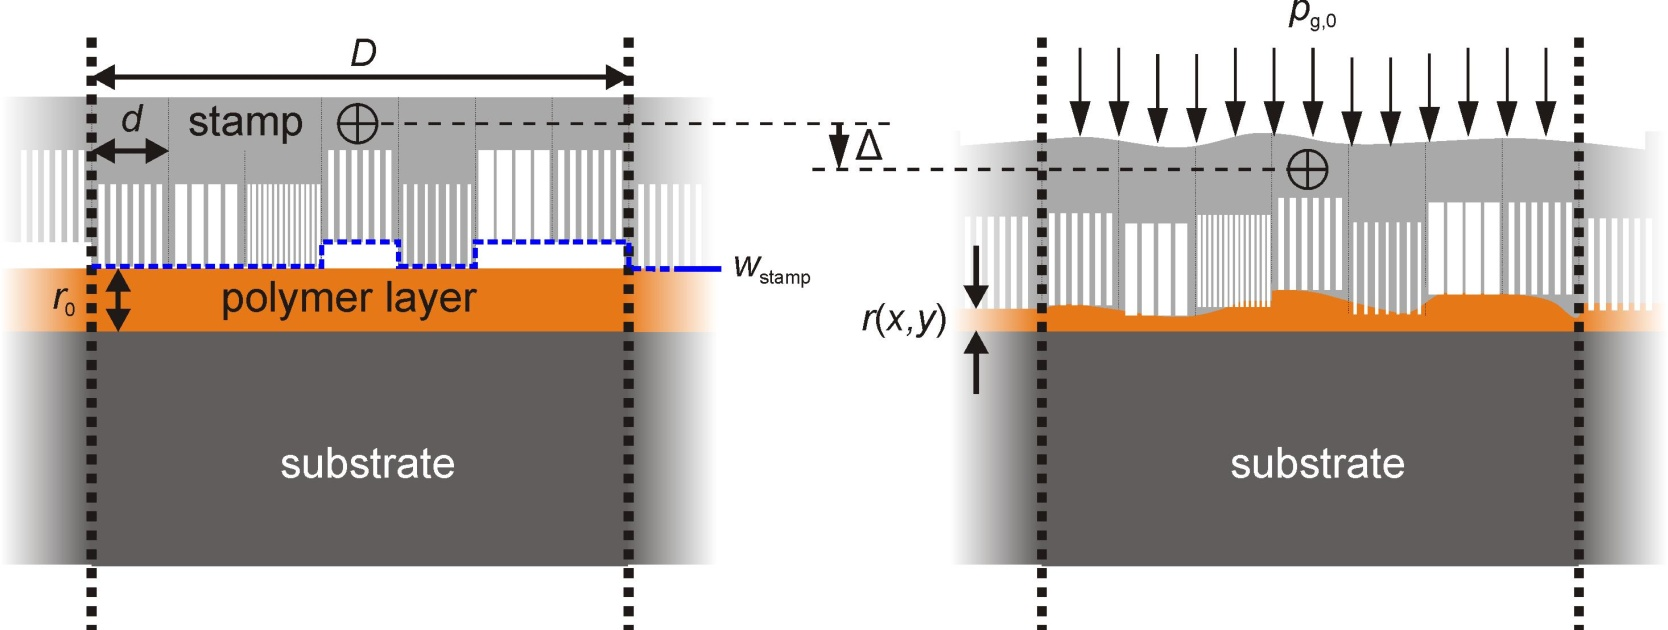 D
d
stamp
w_stamp
r_0
polymer layer
substrate
p_g,0
Δ
r(x,y)
substrate